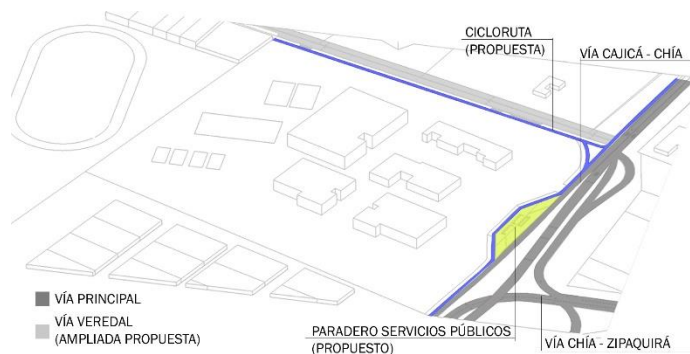 CICLORUTA
(PROPUESTA)
VÍA CAJICÁ - CHÍA
VÍA PRINCIPAL
VÍA VEREDAL
(AMPLIADA PROPUESTA)
PARADERO SERVICIOS PÚBLICOS
(PROPUESTO)
VÍA CHÍA - ZIPAQUIRÁ